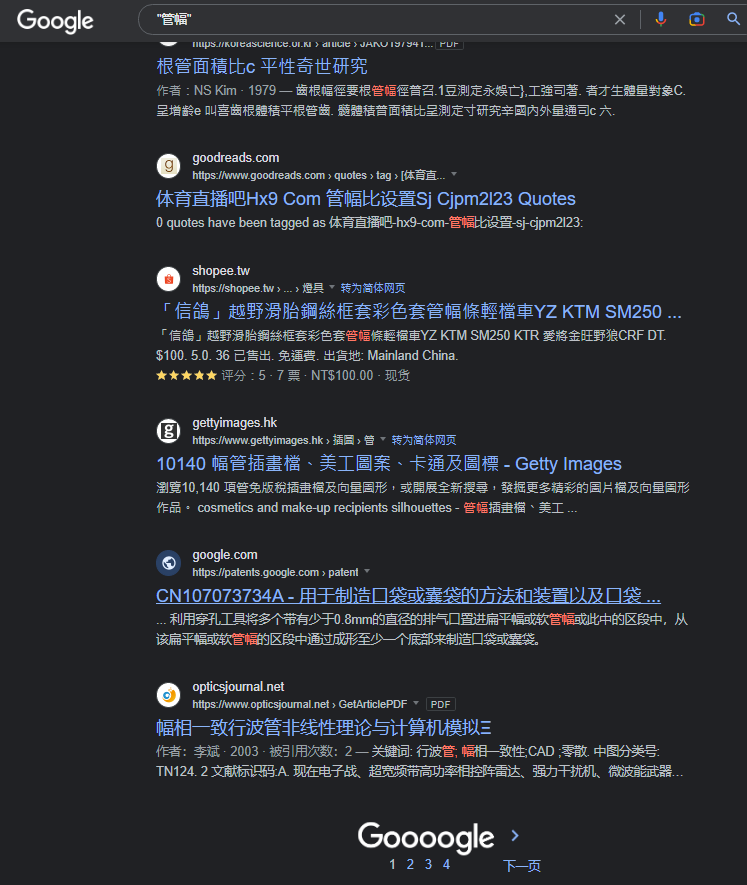 Google
"管幅"
https://koreascience.or.kr › article › JAKO197941... PDF
根管面積比c 平性奇世研究
作者：NS Kim · 1979 — 齒根幅徑要根管幅徑曾召.1豆測定永娛亡},工強司著. 者才生體量對象C.
呈增齡e 叫喜齒根體積平根管齒. 髓體積曾面積比呈測定寸研究辛國內外量通司c 六.
goodreads.com
https://www.goodreads.com › quotes › tag › [体育直...
体育直播吧Hx9 Com 管幅比设置Sj Cjpm2l23 Quotes
0 quotes have been tagged as 体育直播吧-hx9-com-管幅比设置-sj-cjpm2l23:
shopee.tw
https://shopee.tw › ... › 燈具 转为简体网页
「信鴿」越野滑胎鋼絲框套彩色套管幅條輕檔車YZ KTM SM250 ...
「信鴿」越野滑胎鋼絲框套彩色套管幅條輕檔車YZ KTM SM250 KTR 愛將金旺野狼CRF DT.
$100. 5.0. 36 已售出. 免運費. 出貨地: Mainland China.
評分：5 · 7 票 · NT$100.00 · 现货
gettyimages.hk
https://www.gettyimages.hk › 插圖 › 管 转为简体网页
10140 幅管插畫檔、美工圖案、卡通及圖標 - Getty Images
瀏覽10,140 項管免版稅插畫檔及向量圖形，或開展全新搜尋，發掘更多精彩的圖片檔及向量圖形
作品。 cosmetics and make-up recipients silhouettes - 管幅插畫檔、美工 ...
google.com
https://patents.google.com › patent
CN107073734A - 用于制造口袋或囊袋的方法和装置以及口袋 ...
... 利用穿孔工具将多个带有少于0.8mm的直径的排气口置进扁平幅或软管幅或此中的区段中，从
该扁平幅或软管幅的区段中通过成形至少一个底部来制造口袋或囊袋。
opticsjournal.net
https://www.opticsjournal.net › GetArticlePDF PDF
幅相一致行波管非线性理论与计算机模拟Ξ
作者：李斌 · 2003 · 被引用次数：2 — 关键词: 行波管; 幅相一致性;CAD ;零散. 中图分类号:
TN124. 2 文献标识码:A. 现在电子战、超宽频带高功率相控阵雷达、强力干扰机、微波能武器...
Goooogle
1 2 3 4 下一页